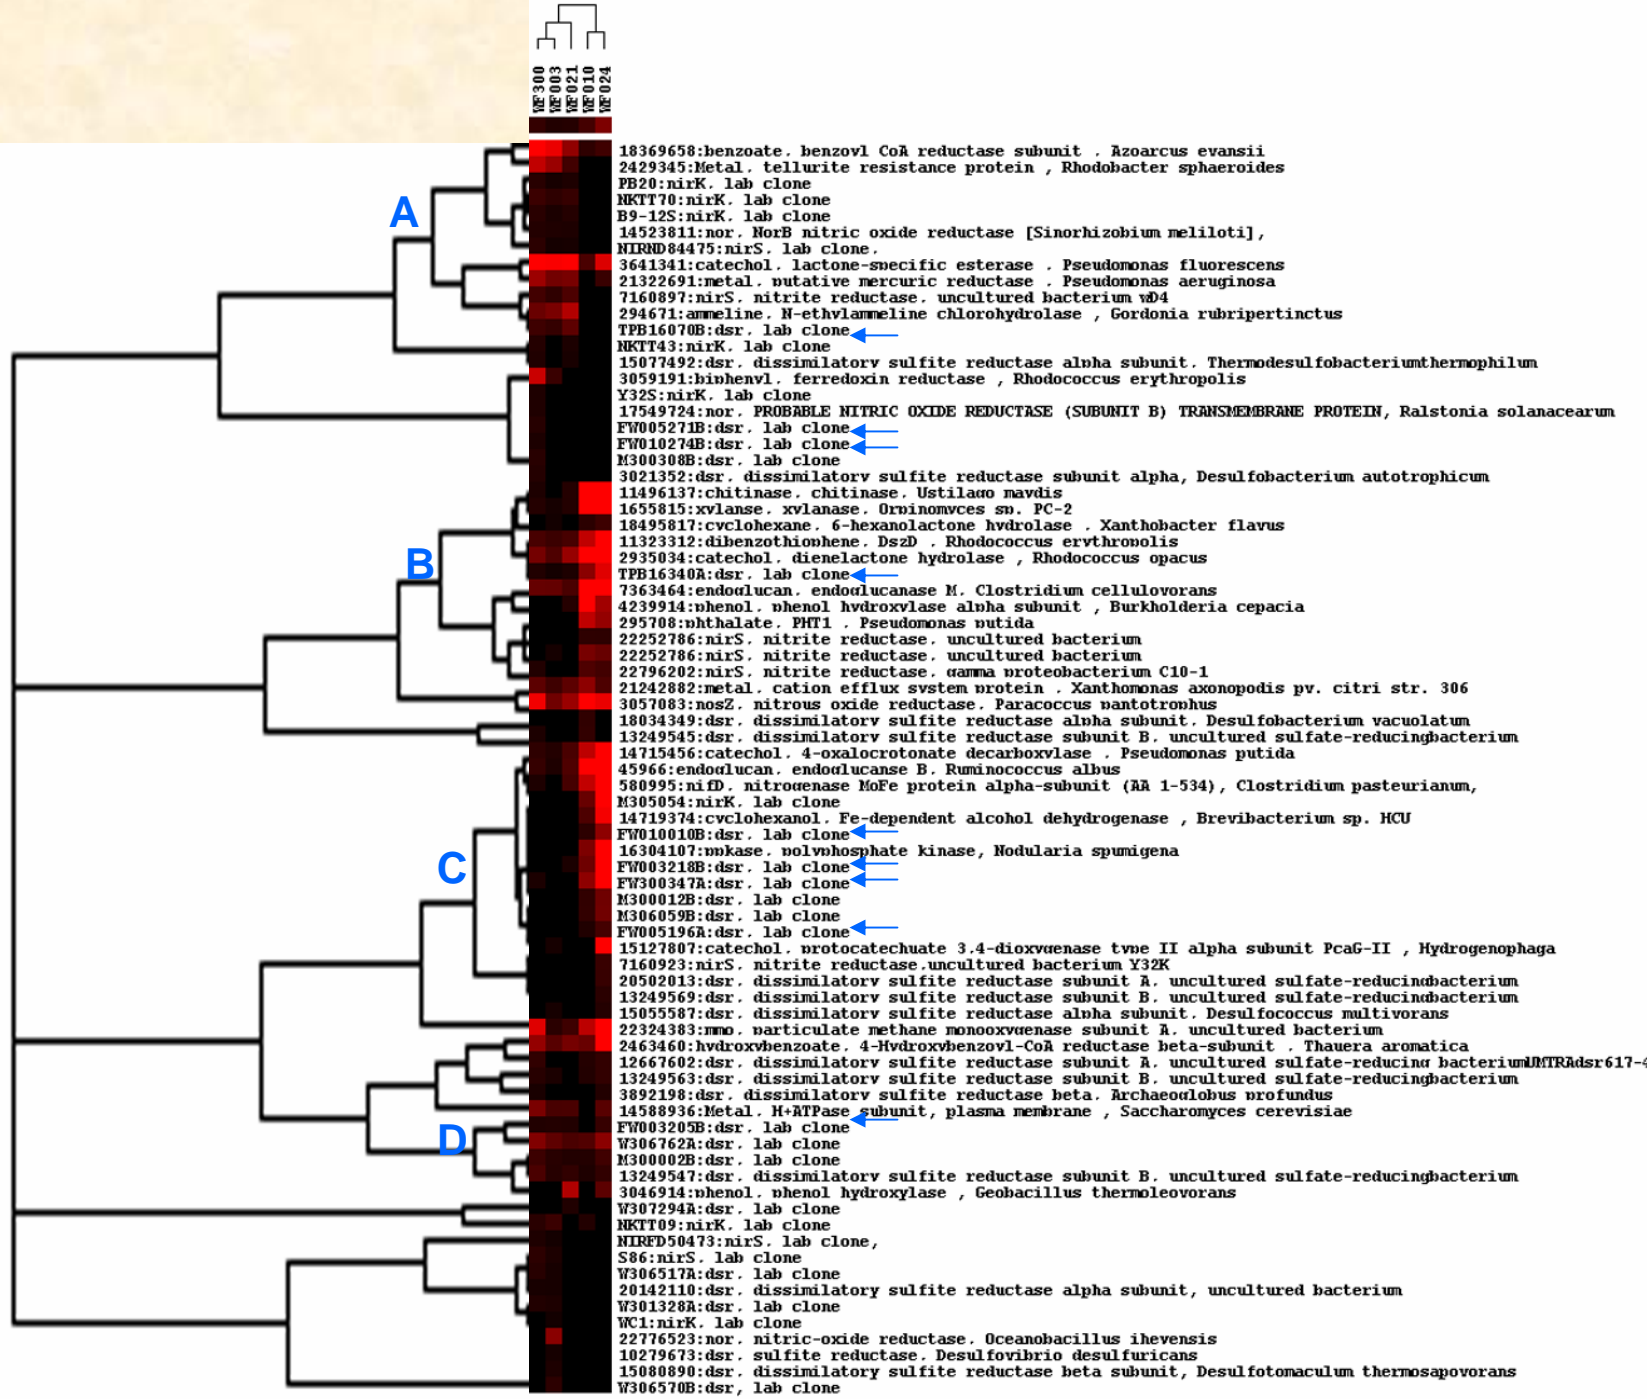 WF300
WF003
WF021
WF010
WF024
18369658:benzoate. benzoyl CoA reductase subunit . Azoarcus evansii
2429345:Metal. tellurite resistance protein , Rhodobacter sphaeroides
PB20:nirK. lab clone
A
NKTT70:nirK. lab clone
B9-12S:nirK. lab clone
14523811:nor. NorB nitric oxide reductase [Sinorhizobium meliloti],
NIRND84475:nirS. lab clone.
3641341:catechol. lactone-specific esterase . Pseudomonas fluorescens
21322691:metal. putative mercuric reductase . Pseudomonas aeruginosa
7160897:nirS. nitrite reductase. uncultured bacterium wD4
294671:ammeline. N-ethylammeline chlorohydrolase , Gordonia rubripertinctus
TPB16070B:dsr. lab clone
NKTT43:nirK. lab clone
15077492:dsr. dissimilatory sulfite reductase alpha subunit. Thermodesulfobacteriumthermophilum
3059191:biphenyl. ferredoxin reductase , Rhodococcus erythropolis
Y32S:nirK. lab clone
17549724:nor. PROBABLE NITRIC OXIDE REDUCTASE (SUBUNIT B) TRANSMEMBRANE PROTEIN, Ralstonia solanacearum
FW005271B:dsr. lab clone
FW010274B:dsr. lab clone
M300308B:dsr. lab clone
3021352:dsr. dissimilatory sulfite reductase subunit alpha, Desulfobacterium autotrophicum
11496137:chitinase. chitinase. Ustilago maydis
1655815:xylanse. xylanase. Orpinomyces sp. PC-2
18495817:cyclohexane. 6-hexanolactone hydrolase . Xanthobacter flavus
11323312:dibenzothiophene. DszD . Rhodococcus erythropolis
2935034:catechol. dienelactone hydrolase , Rhodococcus opacus
B
TPB16340A:dsr. lab clone
7363464:endoglucan. endoglucanase M. Clostridium cellulovorans
4239914:phenol. phenol hydroxylase alpha subunit , Burkholderia cepacia
295708:phthalate. PHT1 . Pseudomonas putida
22252786:nirS. nitrite reductase. uncultured bacterium
22252786:nirS. nitrite reductase. uncultured bacterium
22796202:nirS. nitrite reductase. gamma proteobacterium C10-1
21242882:metal. cation efflux system protein . Xanthomonas axonopodis pv. citri str. 306
3057083:nosZ. nitrous oxide reductase. Paracoccus pantotrophus
18034349:dsr. dissimilatory sulfite reductase alpha subunit. Desulfobacterium vacuolatum
13249545:dsr. dissimilatory sulfite reductase subunit B. uncultured sulfate-reducingbacterium
14715456:catechol. 4-oxalocrotonate decarboxylase . Pseudomonas putida
45966:endoglucan. endoglucanse B. Ruminococcus albus
580995:nifD. nitrogenase MoFe protein alpha-subunit (AA 1-534), Clostridium pasteurianum,
M305054:nirK. lab clone
14719374:cyclohexanol. Fe-dependent alcohol dehydrogenase , Brevibacterium sp. HCU
FW010010B:dsr. lab clone
16304107:ppkase. polyphosphate kinase, Nodularia spumigena
C
FW003218B:dsr. lab clone
FW300347A:dsr. lab clone
M300012B:dsr. lab clone
M306059B:dsr. lab clone
FW005196A:dsr. lab clone
15127807:catechol. protocatechuate 3.4-dioxygenase type II alpha subunit PcaG-II , Hydrogenophaga
7160923:nirS. nitrite reductase.uncultured bacterium Y32K
20502013:dsr. dissimilatory sulfite reductase subunit A. uncultured sulfate-reducingbacterium
13249569:dsr. dissimilatory sulfite reductase subunit B. uncultured sulfate-reducingbacterium
15055587:dsr. dissimilatory sulfite reductase alpha subunit. Desulfococcus multivorans
22324383:mmo. particulate methane monooxygenase subunit A. uncultured bacterium
2463460:hydroxybenzoate. 4-Hydroxybenzoyl-CoA reductase beta-subunit . Thauera aromatica
12667602:dsr. dissimilatory sulfite reductase subunit A. uncultured sulfate-reducing bacteriumUMTRAdsr617-4
13249563:dsr. dissimilatory sulfite reductase subunit B. uncultured sulfate-reducingbacterium
3892198:dsr. dissimilatory sulfite reductase beta. Archaeoglobus profundus
14588936:Metal. H+ATPase subunit, plasma membrane , Saccharomyces cerevisiae
FW003205B:dsr. lab clone
D
W306762A:dsr. lab clone
M300002B:dsr. lab clone
13249547:dsr. dissimilatory sulfite reductase subunit B. uncultured sulfate-reducingbacterium
3046914:phenol. phenol hydroxylase , Geobacillus thermoleovorans
W307294A:dsr. lab clone
NKTT09:nirK. lab clone
NIRFD50473:nirS. lab clone,
S86:nirS. lab clone
W306517A:dsr. lab clone
20142110:dsr. dissimilatory sulfite reductase alpha subunit, uncultured bacterium
W301328A:dsr. lab clone
WC1:nirK. lab clone
22776523:nor. nitric-oxide reductase. Oceanobacillus iheyensis
10279673:dsr. sulfite reductase. Desulfovibrio desulfuricans
15080890:dsr. dissimilatory sulfite reductase beta subunit, Desulfotomaculum thermosapovorans
W306570B:dsr, lab clone